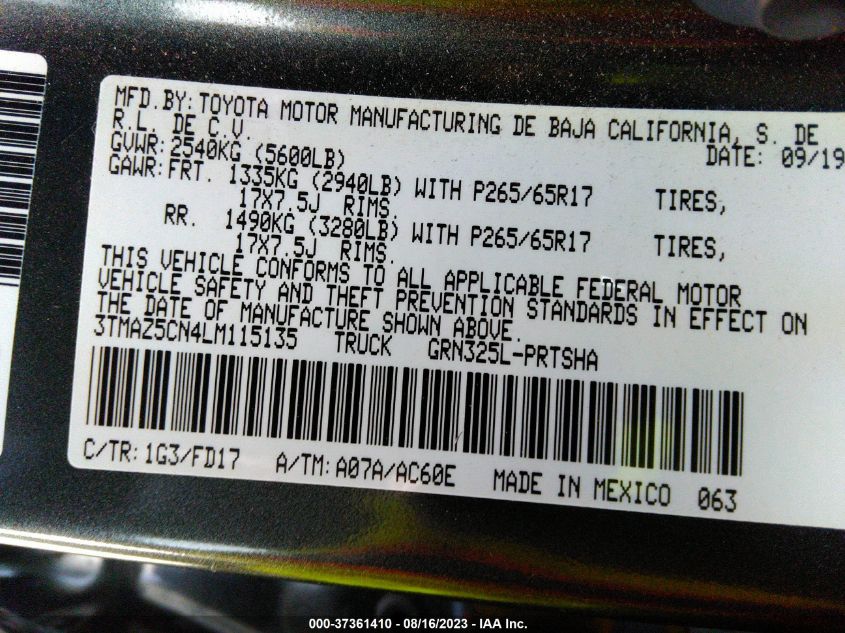 MFD.BY:TOYOTA MOTOR MANUFACTURING DE BAJA CALIFORNIA, S. DE
R.L. DE C.V.
DATE: 09/19
GVWR:2540KG (5600LB)
GAWR:FRT. 1335KG (2940LB) WITH P265/65R17 TIRES,
17X7.5J RIMS.
RR. 1490KG (3280LB) WITH P265/65R17 TIRES,
17X7.5J RIMS.
THIS VEHICLE CONFORMS TO ALL APPLICABLE FEDERAL MOTOR
VEHICLE SAFETY AND THEFT PREVENTION STANDARDS IN EFFECT ON
THE DATE OF MANUFACTURE SHOWN ABOVE.
3TMAZ5CN4LM115135 TRUCK GRN325L-PRTSHA
C/TR:1G3/FD17 A/TM:A07A/AC60E MADE IN MEXICO 063
000-37361410 - 08/16/2023 - IAA Inc.